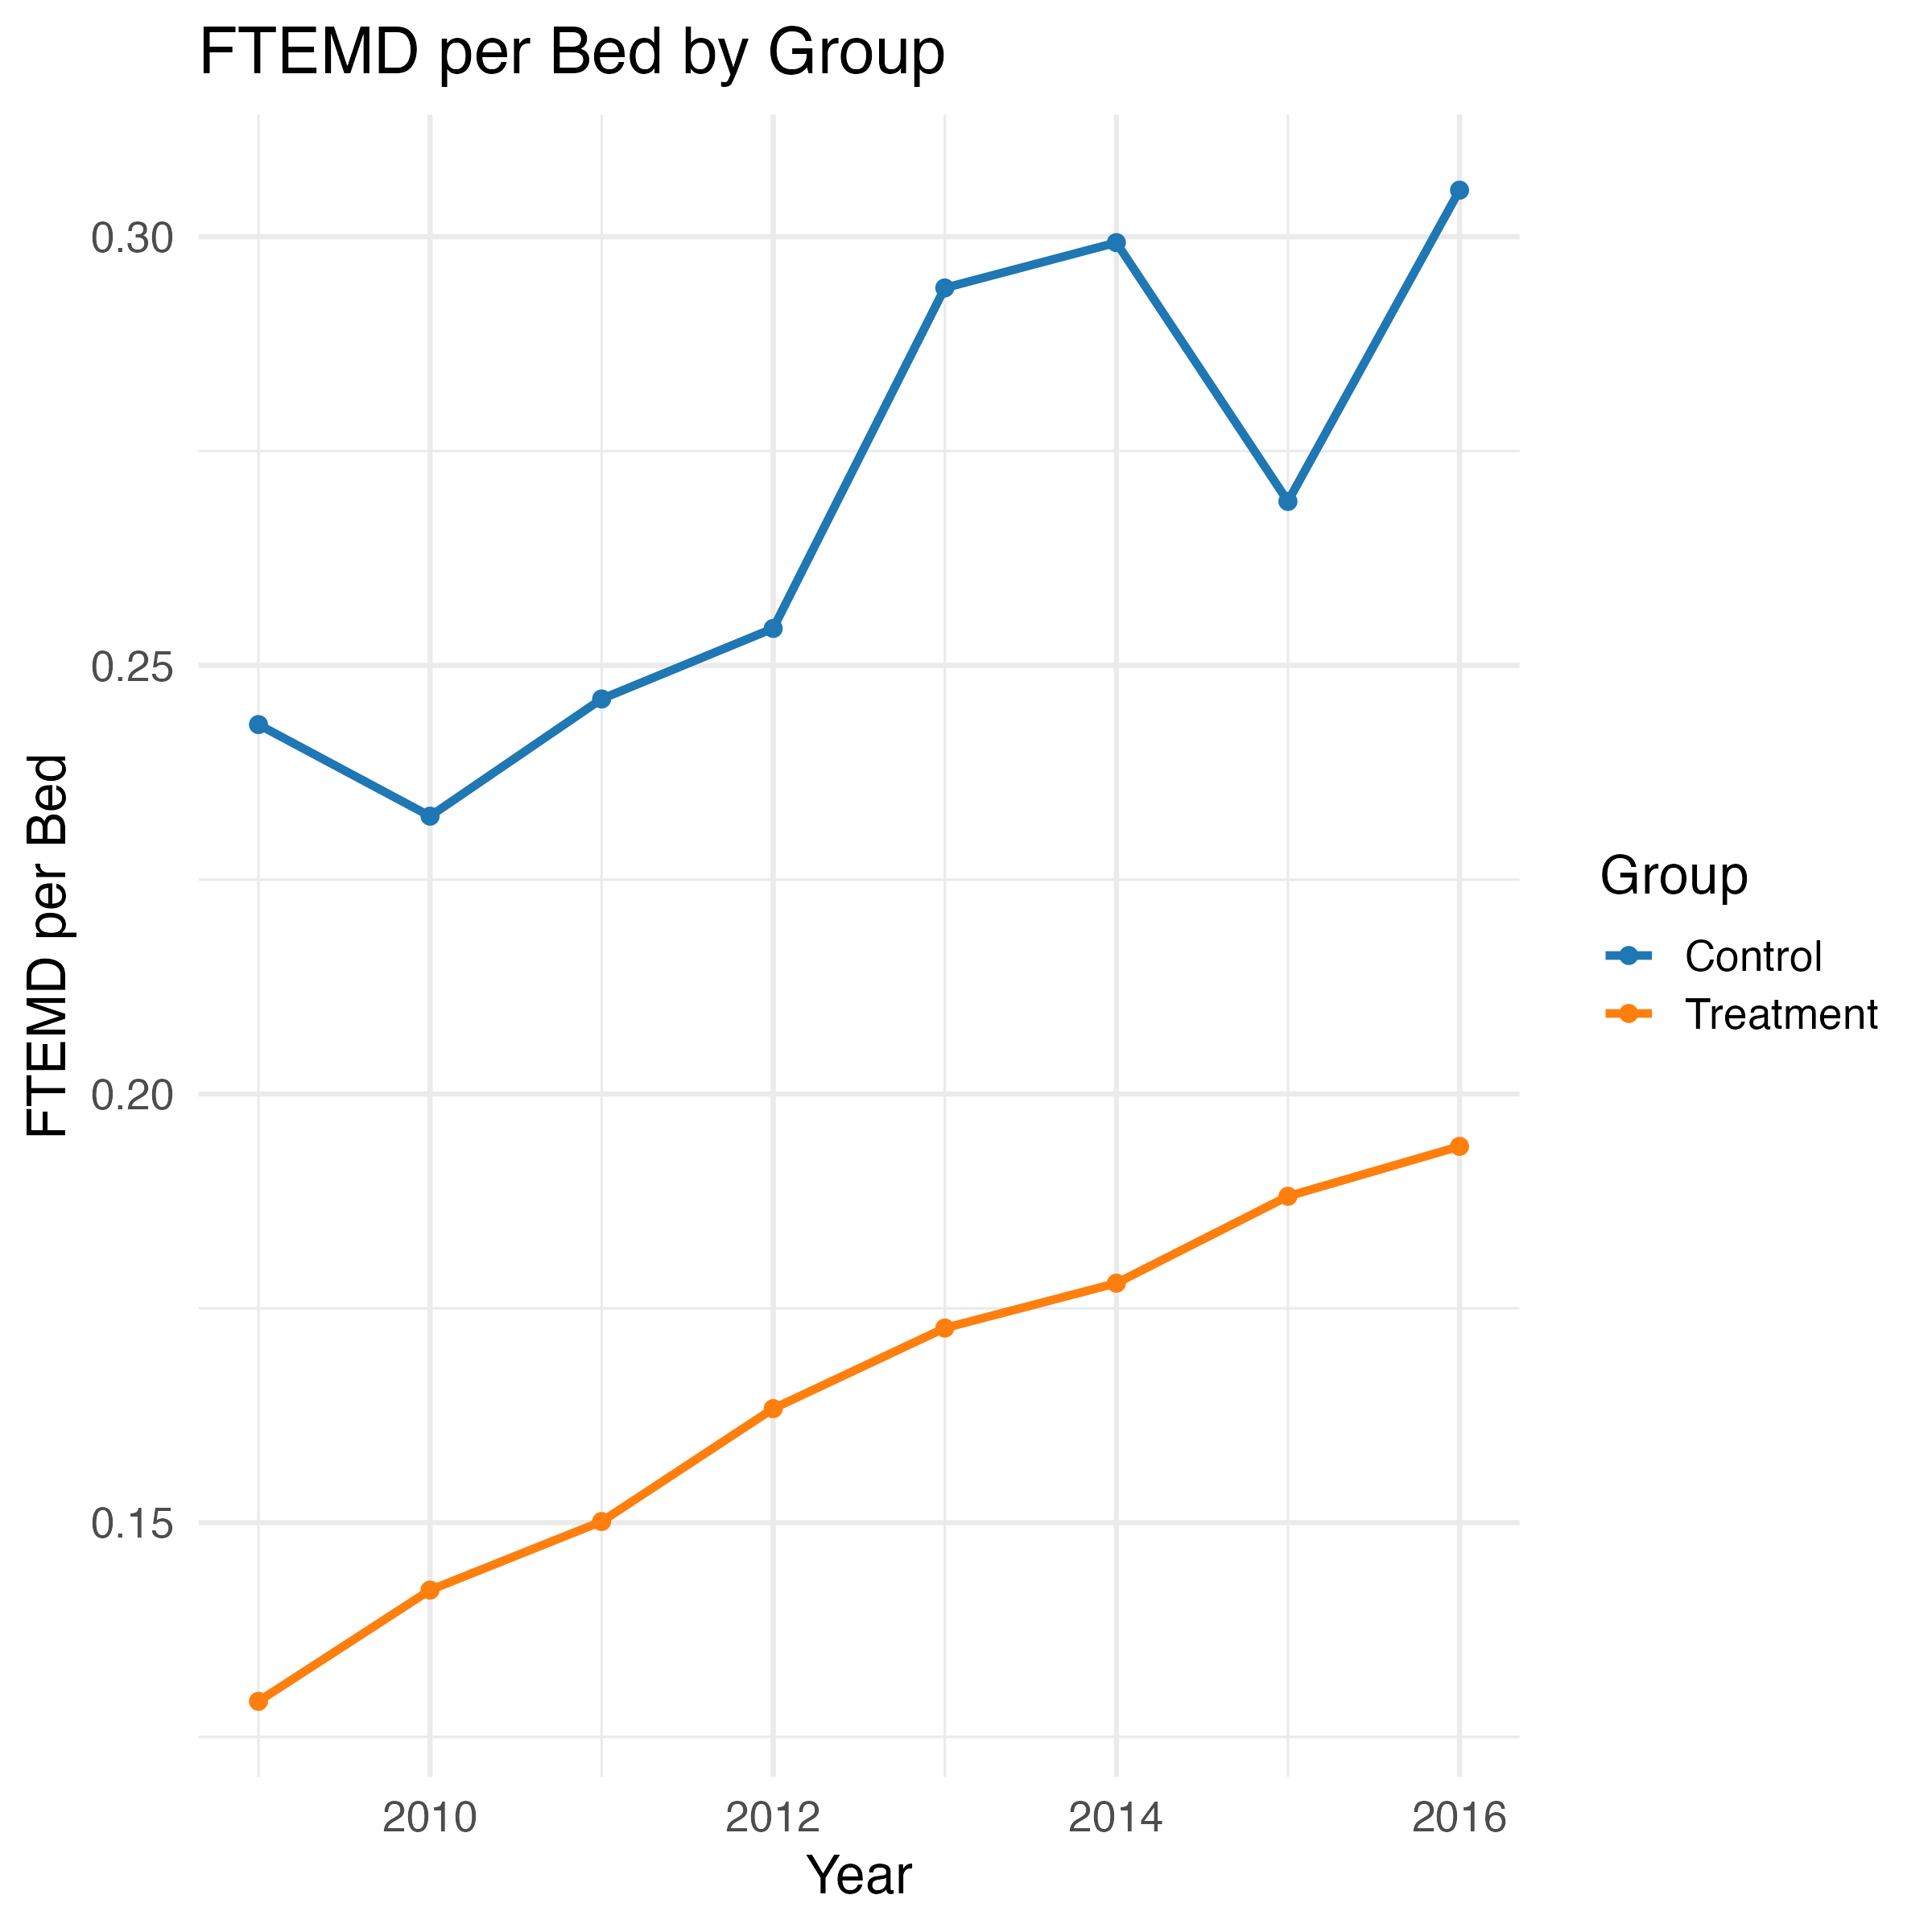 FTEMD per Bed by Group
FTEMD per Bed
0.30
0.25
0.20
0.15
2010
2012
2014
2016
Year
Group
Control
Treatment